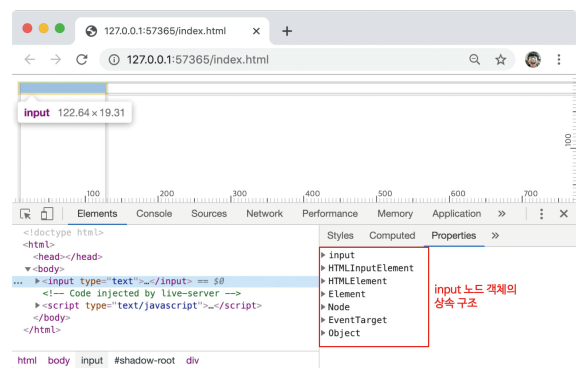 127.0.0.1:57365/index.html × +
127.0.0.1:57365/index.html
input 122.64 × 19.31
100
100 200 300 400 500 600 700
Elements Console Sources Network Performance Memory Application » ⋮ ×
<!doctype html>
<html>
<head></head>
▼<body>
... ▶<input type="text">…</input> == $0
<!-- Code injected by live-server -->
▶<script type="text/javascript">…</script>
</body>
</html>
html body input #shadow-root div
Styles Computed Properties »
▶ input
▶ HTMLInputElement
▶ HTMLElement
▶ Element
▶ Node
▶ EventTarget
▶ Object
input 노드 객체의
상속 구조